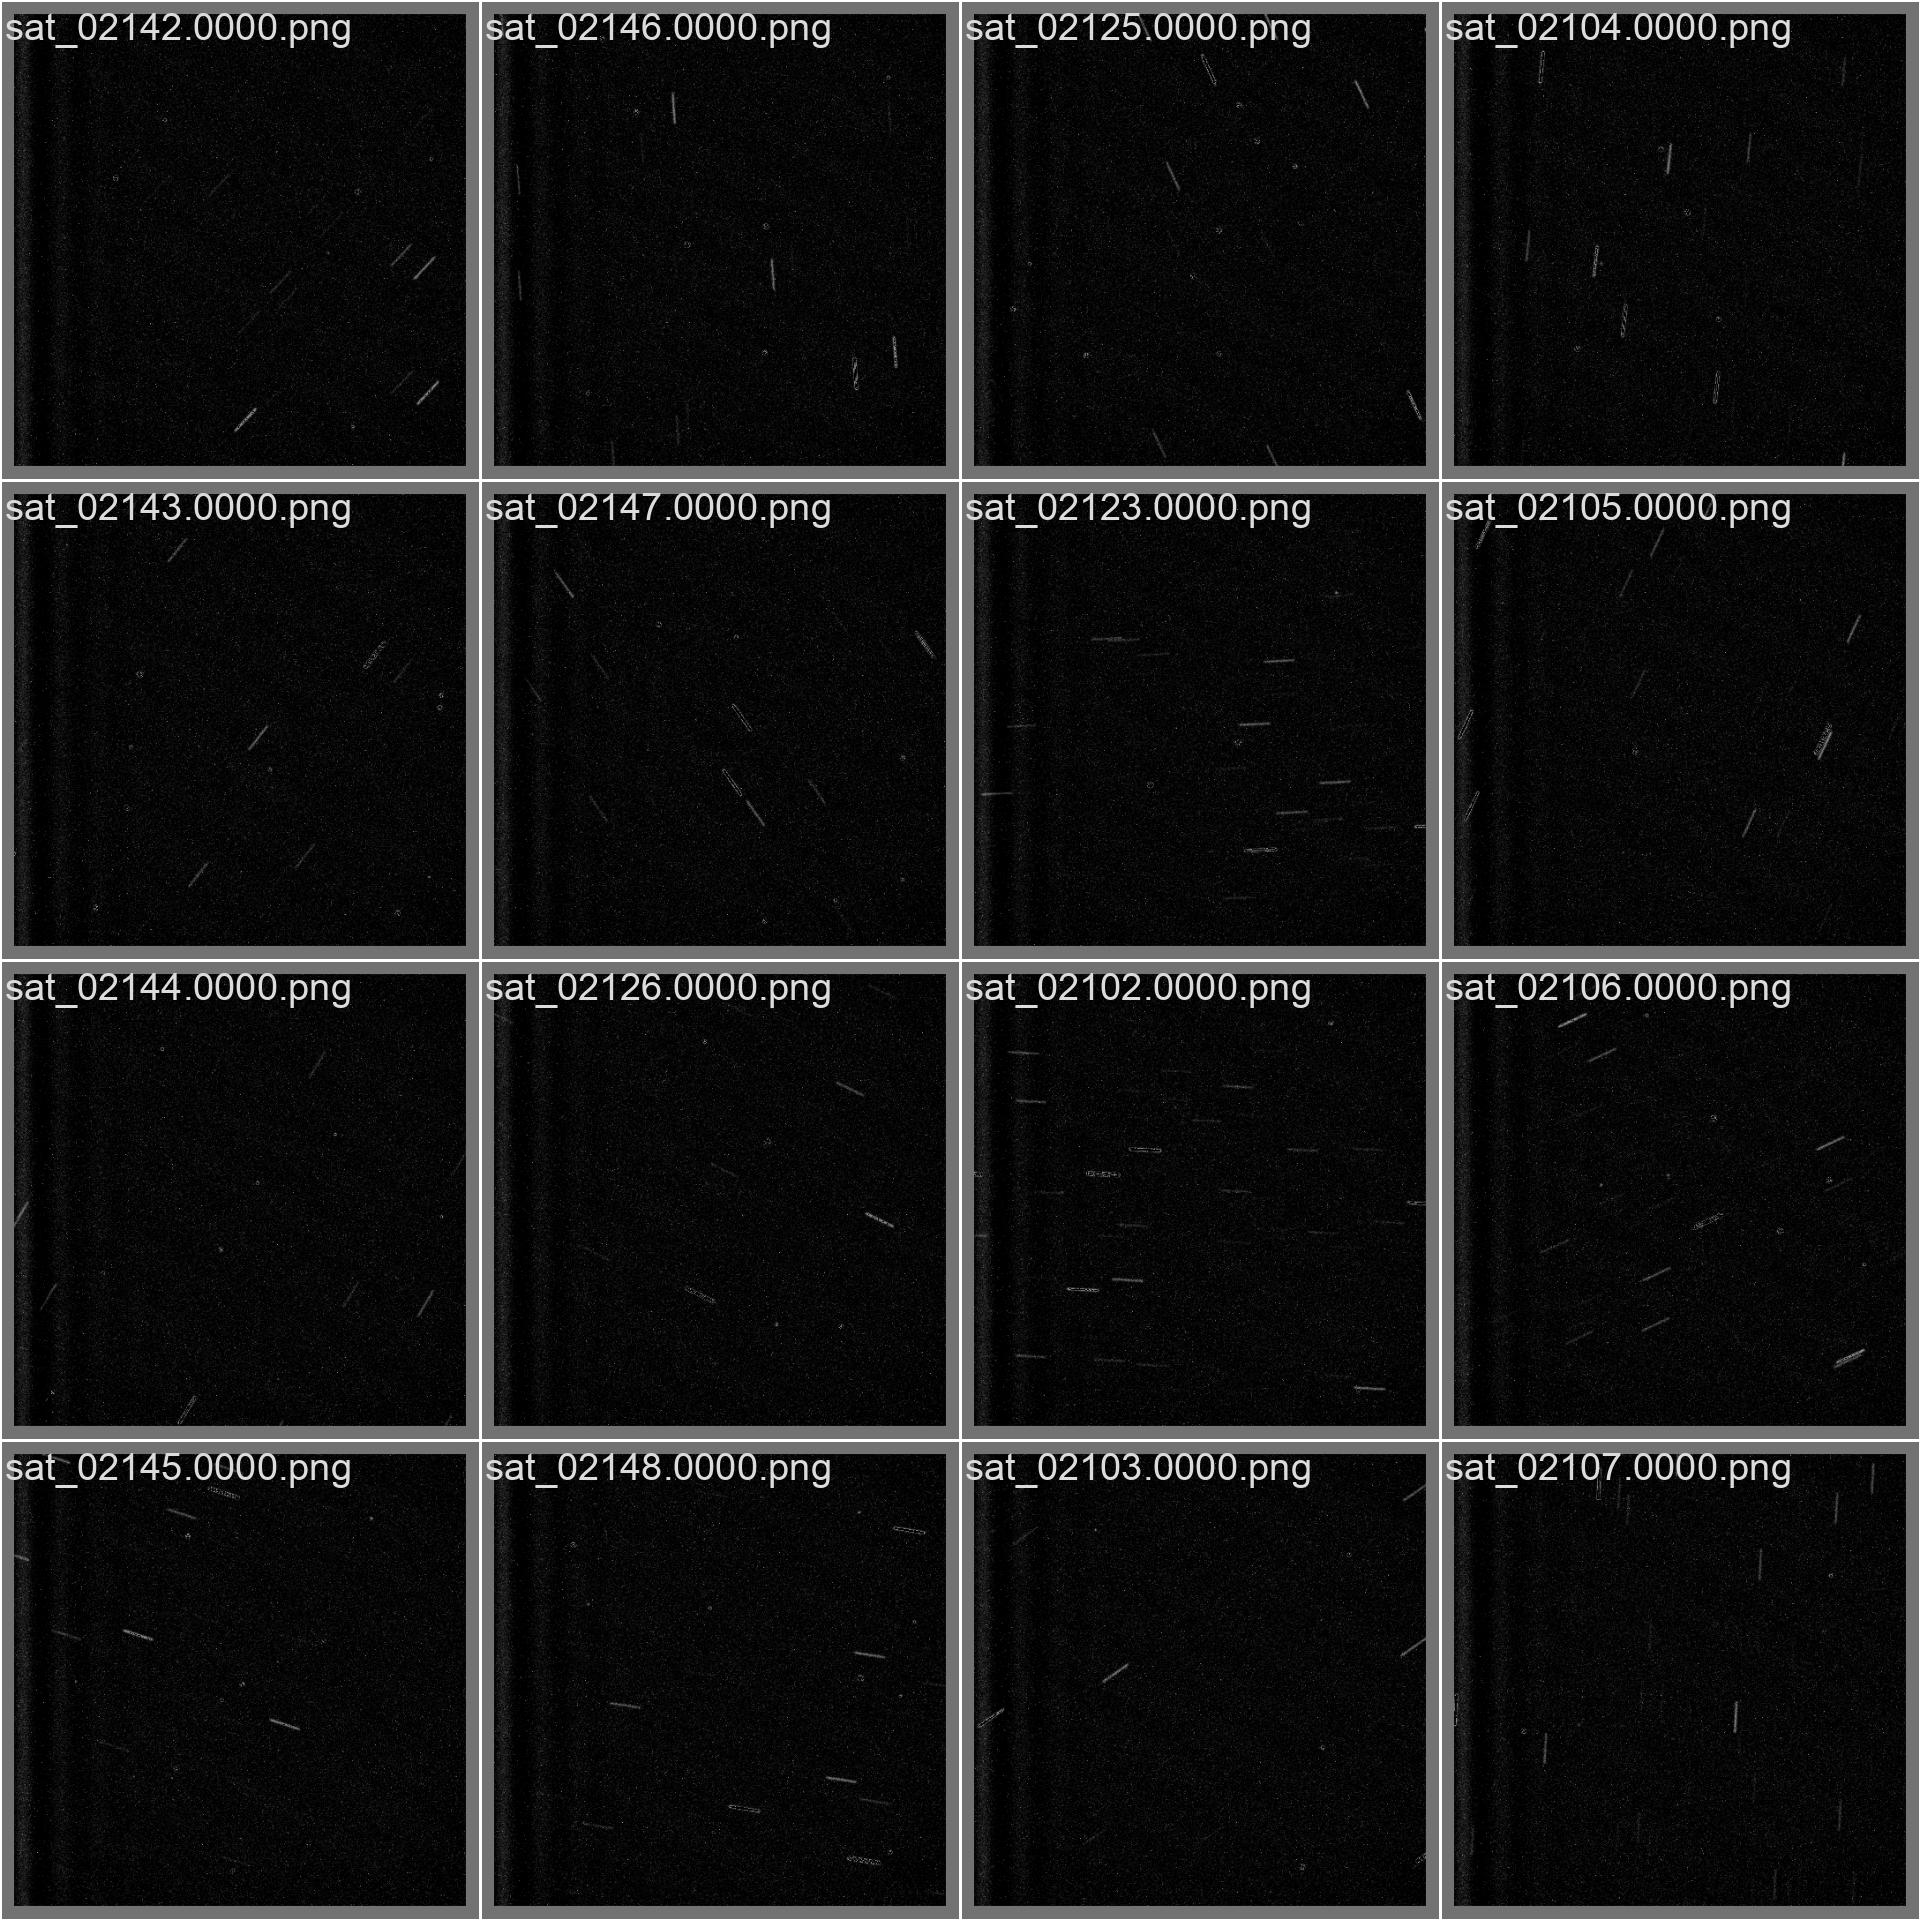 sat_02142.0000.png
sat_02146.0000.png
sat_02125.0000.png
sat_02104.0000.png
sat_02143.0000.png
sat_02147.0000.png
sat_02123.0000.png
sat_02105.0000.png
sat_02144.0000.png
sat_02126.0000.png
sat_02102.0000.png
sat_02106.0000.png
sat_02145.0000.png
sat_02148.0000.png
sat_02103.0000.png
sat_02107.0000.png